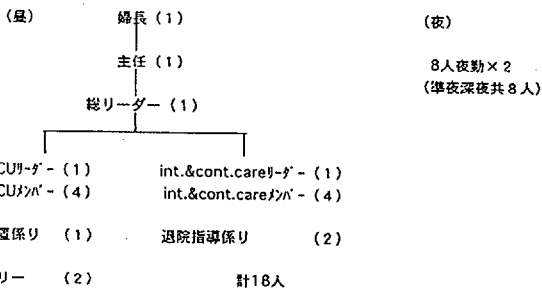 (昼)
婦長 (1)
(夜)
主任 (1)
8人夜勤×2
(準夜深夜共8人)
総リーダー (1)
CUリーダー (1)
int.&cont.careリーダー (1)
CUメンバー (4)
int.&cont.careメンバー (4)
置係り (1)
退院指導係り (2)
リー (2)
計18人